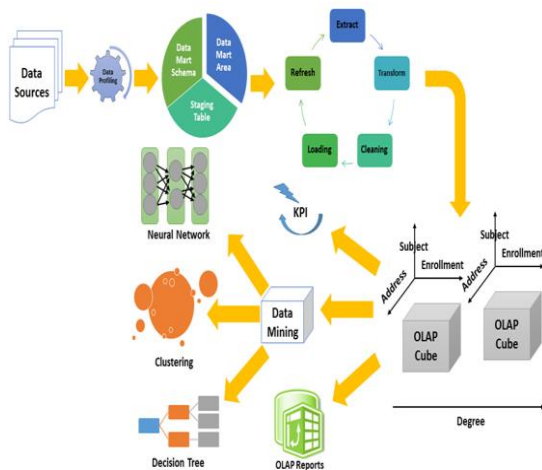 Data
Sources
Data
Profiling
Data
Mart
Schema
Data
Mart
Area
Staging
Table
Extract
Transform
Cleaning
Loading
Refresh
Neural Network
KPI
Subject
Enrollment
Address
Subject
Enrollment
Address
Clustering
Data
Mining
OLAP
Cube
OLAP
Cube
Degree
Decision Tree
OLAP Reports